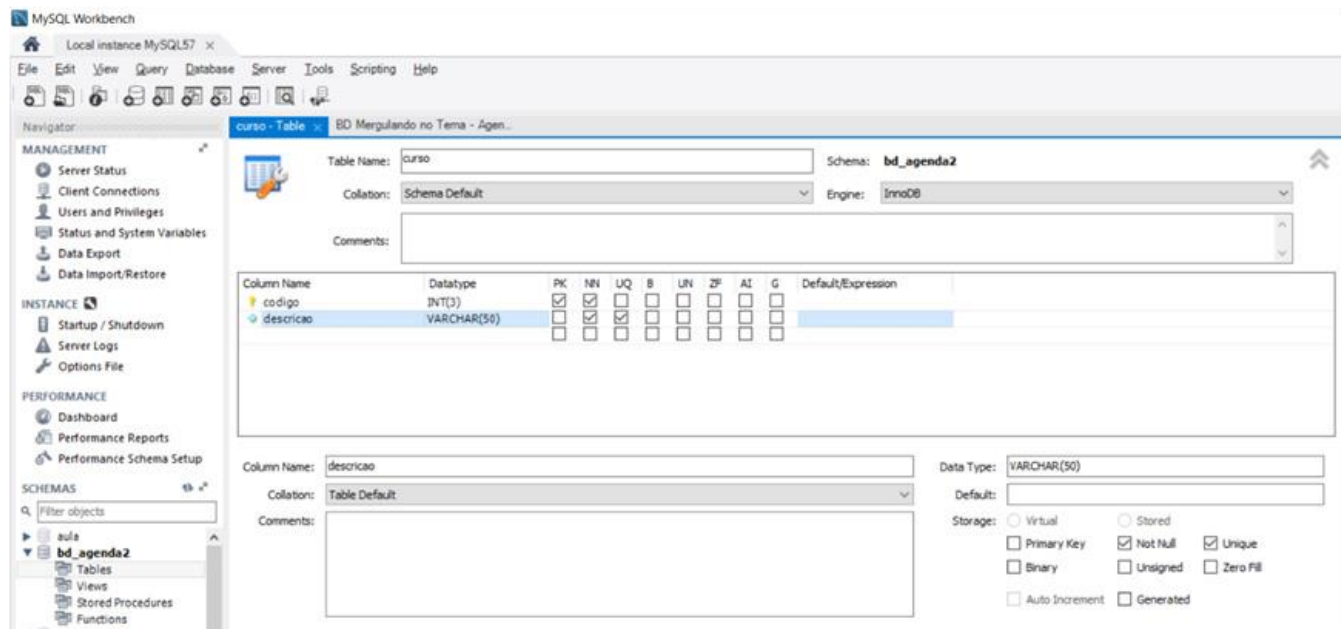 MySQL Workbench
Local instance MySQL57
File Edit View Query Database Server Tools Scripting Help
Navigator
MANAGEMENT
Server Status
Client Connections
Users and Privileges
Status and System Variables
Data Export
Data Import/Restore
INSTANCE
Startup / Shutdown
Server Logs
Options File
PERFORMANCE
Dashboard
Performance Reports
Performance Schema Setup
SCHEMAS
Filter objects
aula
bd_agenda2
Tables
Views
Stored Procedures
Functions
curso - Table BD Mergulhando no Tema - Agen...
Table Name: curso Schema: bd_agenda2
Collation: Schema Default Engine: InnoDB
Comments:
Column Name Datatype PK NN UQ B UN ZF AI G Default/Expression
codigo INT(3)
descricao VARCHAR(50)
Column Name: descricao Data Type: VARCHAR(50)
Collation: Table Default Default:
Comments: Storage: Virtual Stored
Primary Key Not Null Unique
Binary Unsigned Zero Fill
Auto Increment Generated